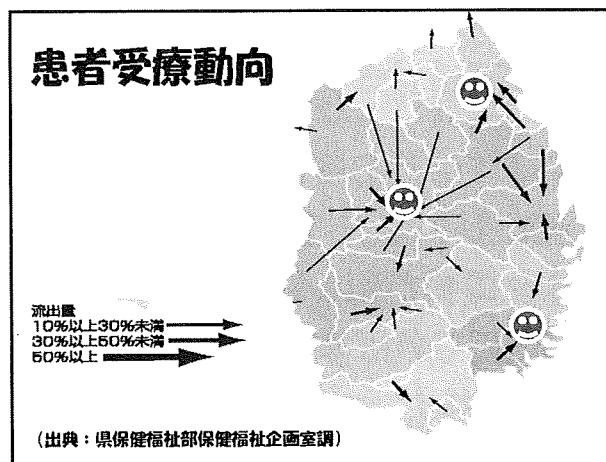 患者受療動向
流出量
10%以上30%未満
30%以上50%未満
50%以上
(出典：県保健福祉部保健福祉企画室調)